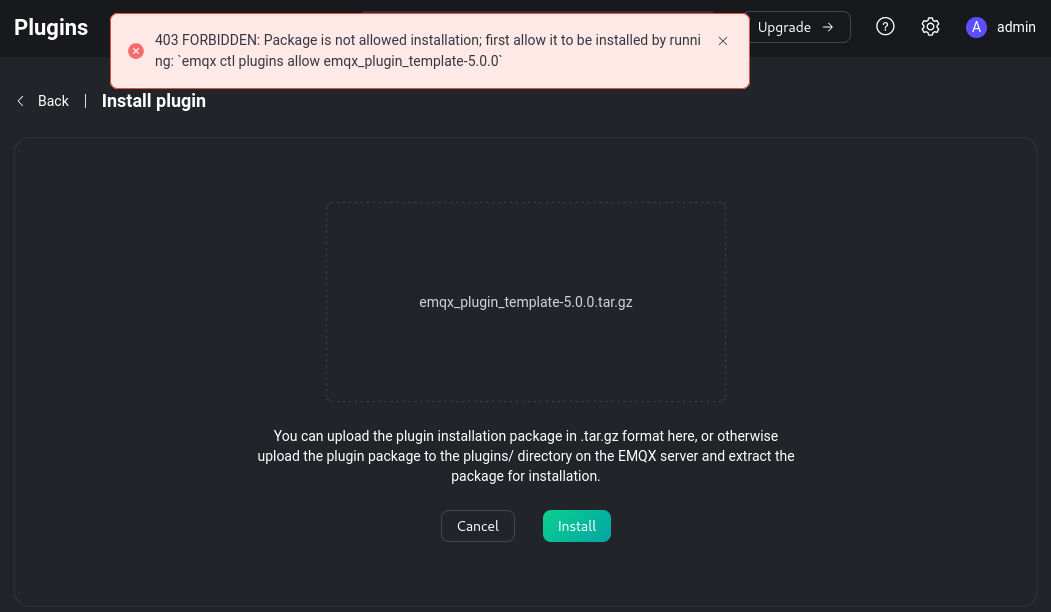 Plugins
403 FORBIDDEN: Package is not allowed installation; first allow it to be installed by runni
ng: `emqx ctl plugins allow emqx_plugin_template-5.0.0`
Upgrade →
?
A
admin
Back | Install plugin
emqx_plugin_template-5.0.0.tar.gz
You can upload the plugin installation package in .tar.gz format here, or otherwise
upload the plugin package to the plugins/ directory on the EMQX server and extract the
package for installation.
Cancel
Install